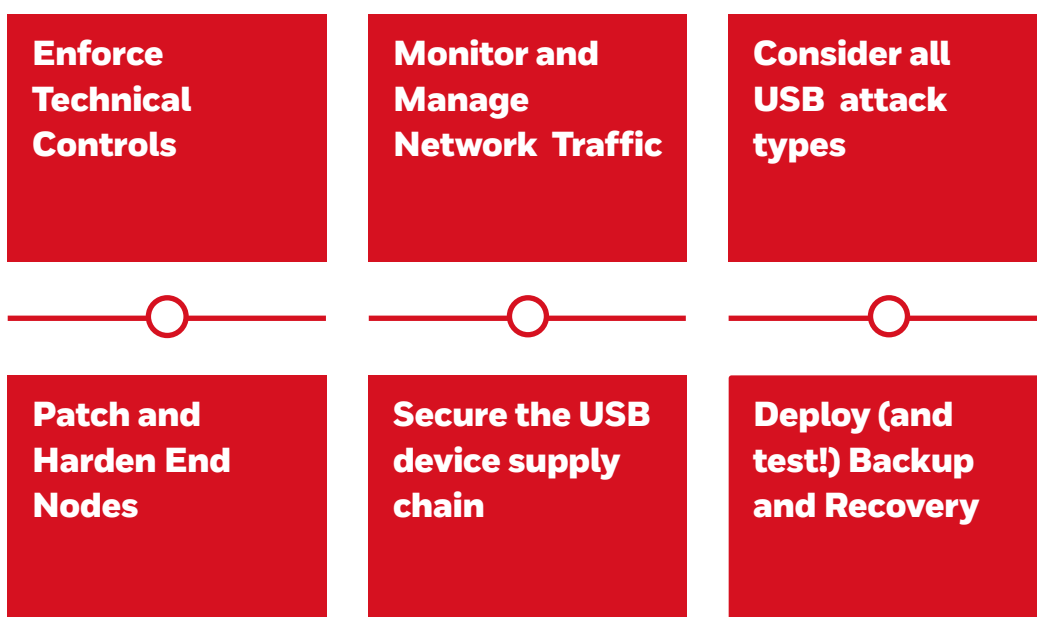 Enforce
Technical
Controls
Monitor and
Manage
Network Traffic
Consider all
USB attack
types
Patch and
Harden End
Nodes
Secure the USB
device supply
chain
Deploy (and
test!) Backup
and Recovery